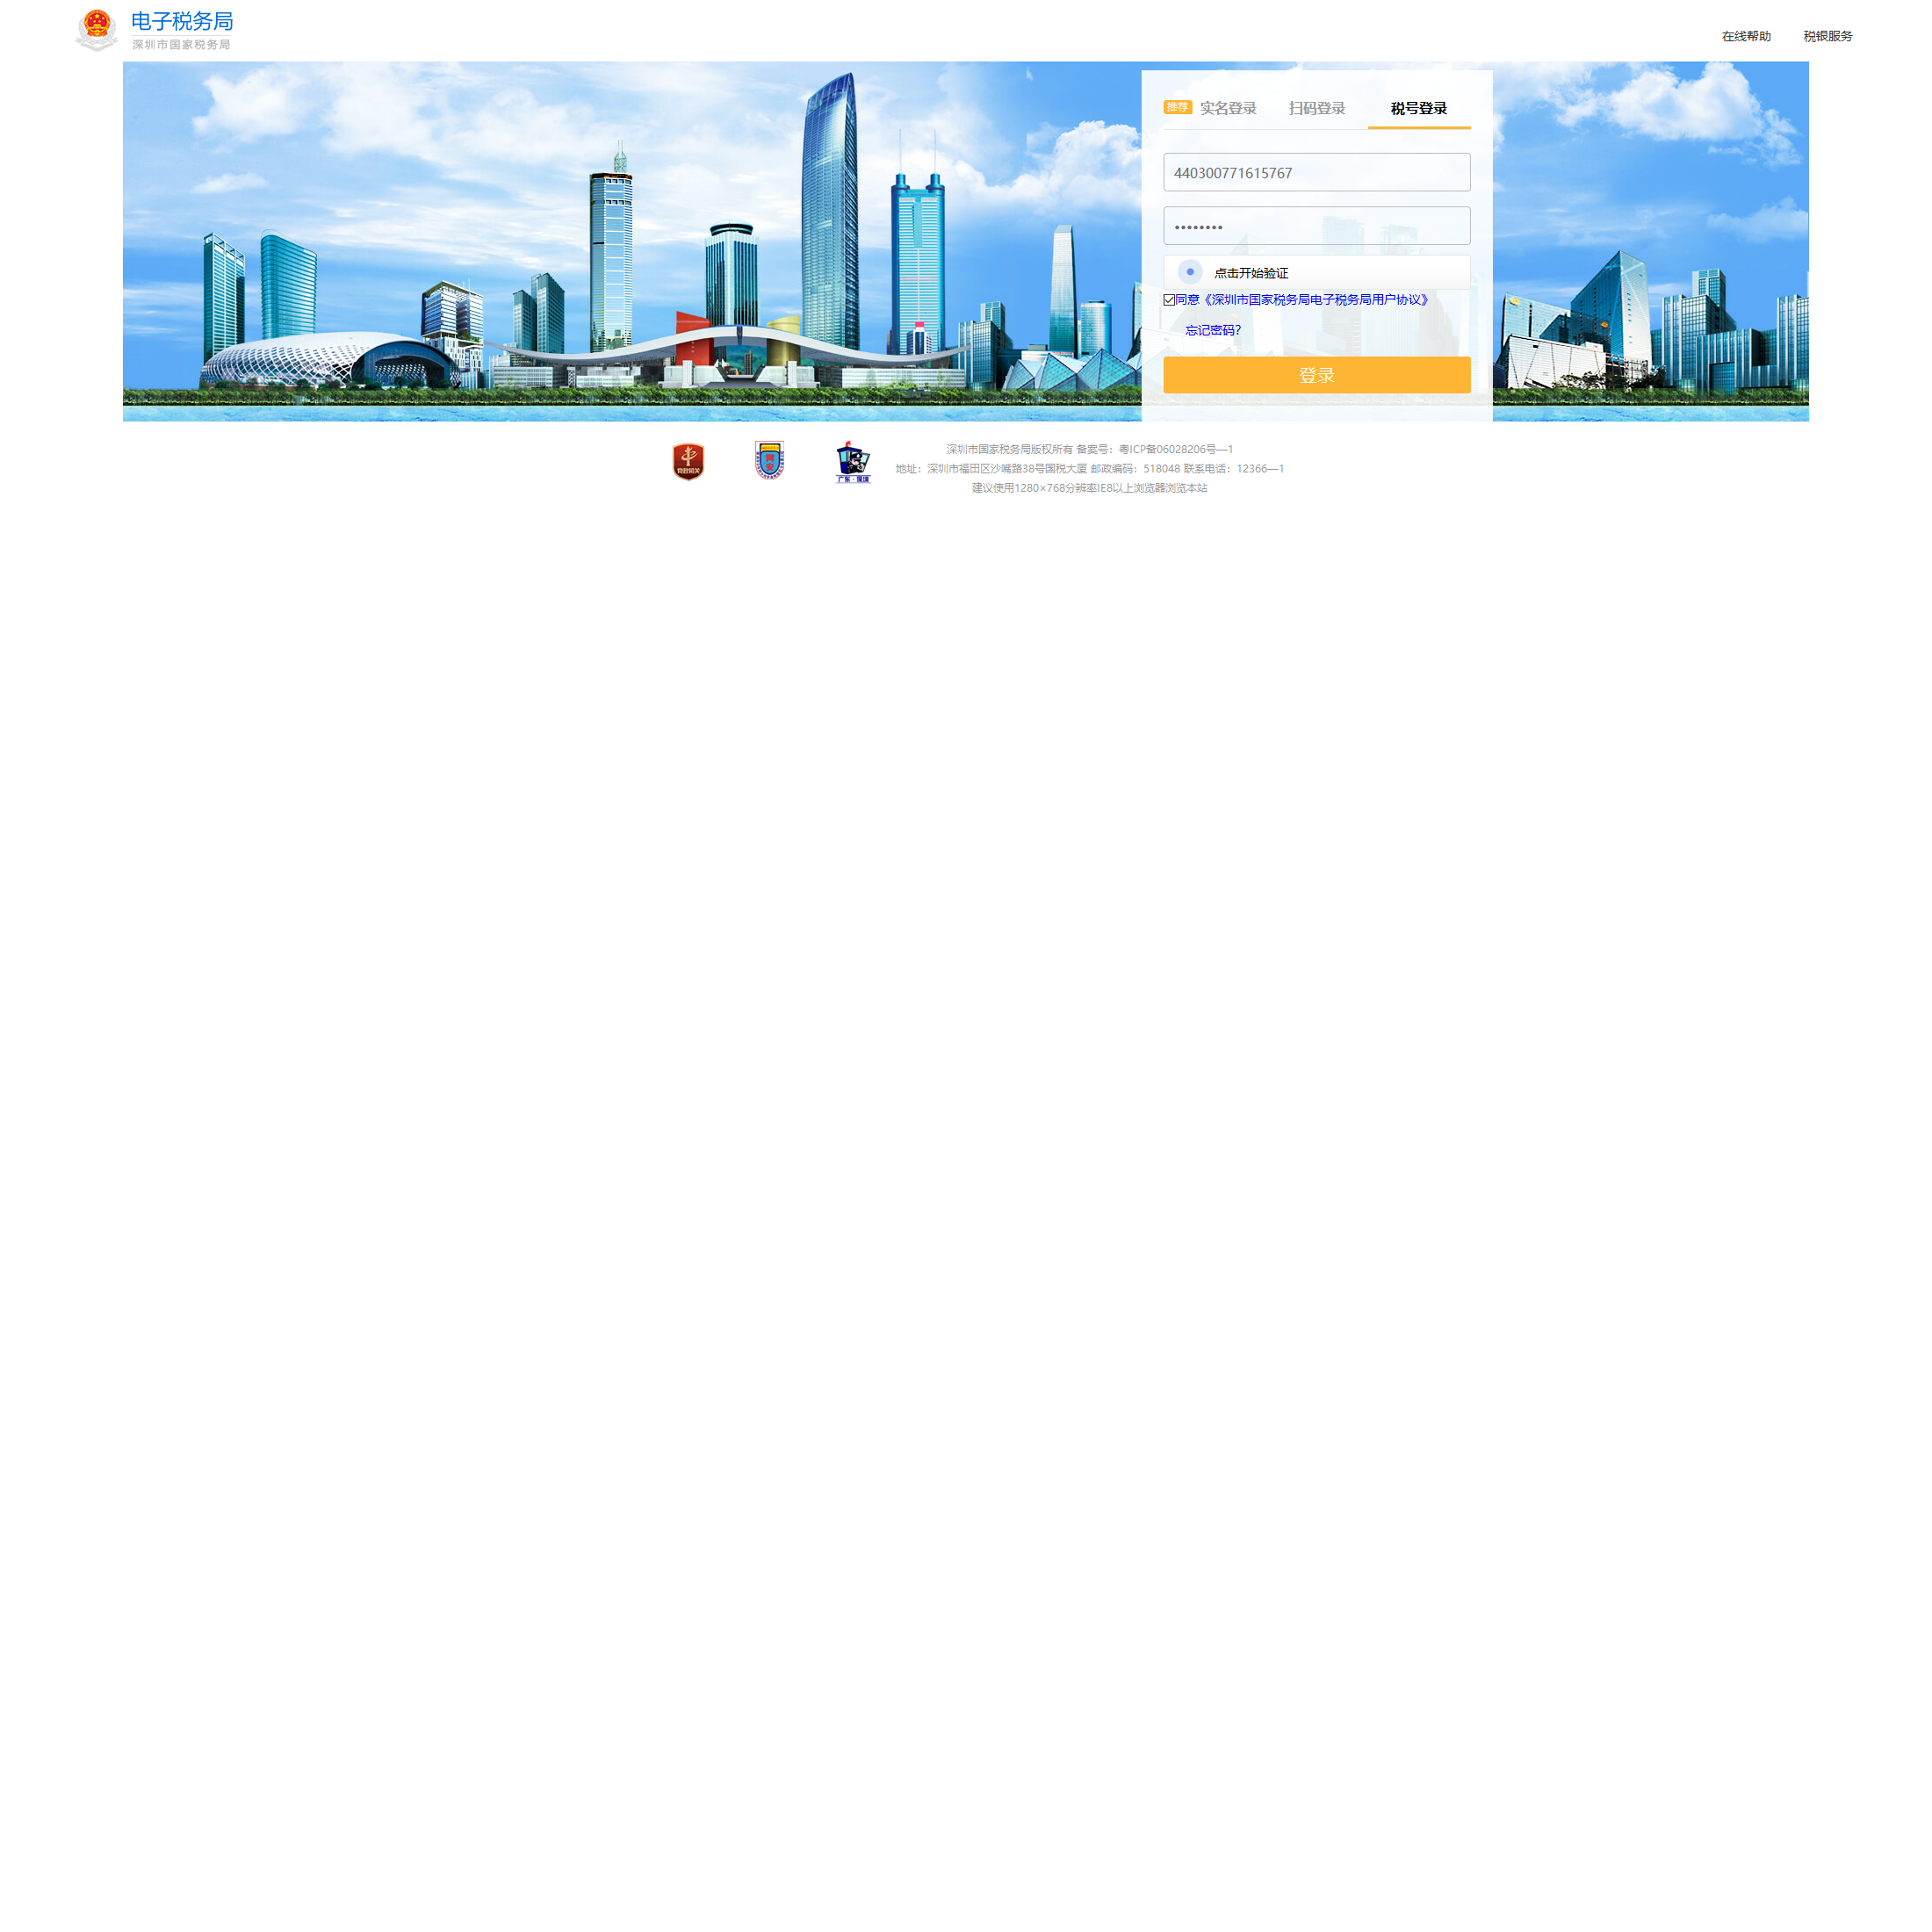 电子税务局
深圳市国家税务局
在线帮助 税银服务
推荐 实名登录 扫码登录 税号登录
440300771615767
••••••••
点击开始验证
同意《深圳市国家税务局电子税务局用户协议》
忘记密码?
登录
深圳市国家税务局版权所有 备案号：粤ICP备06028206号—1
地址：深圳市福田区沙嘴路38号国税大厦 邮政编码：518048 联系电话：12366—1
建议使用1280×768分辨率IE8以上浏览器浏览本站
党政机关
广东·深圳